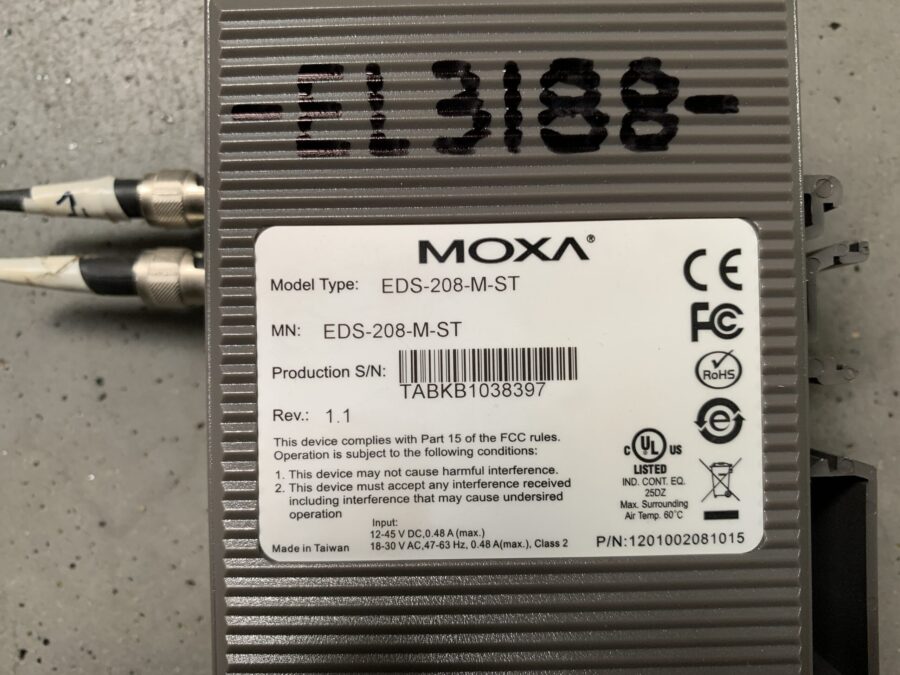 -EL3188-
1.
MOXA®
Model Type: EDS-208-M-ST
MN: EDS-208-M-ST
Production S/N:
TABKB1038397
Rev.: 1.1
This device complies with Part 15 of the FCC rules.
Operation is subject to the following conditions:
1. This device may not cause harmful interference.
2. This device must accept any interference received
including interference that may cause undersired
operation
Input:
12-45 V DC,0.48 A (max.)
18-30 V AC,47-63 Hz, 0.48 A(max.), Class 2
Made in Taiwan
CE
FC
RoHS
e
C UL US
LISTED
IND. CONT. EQ.
25DZ
Max. Surrounding
Air Temp. 60°C
P/N:1201002081015